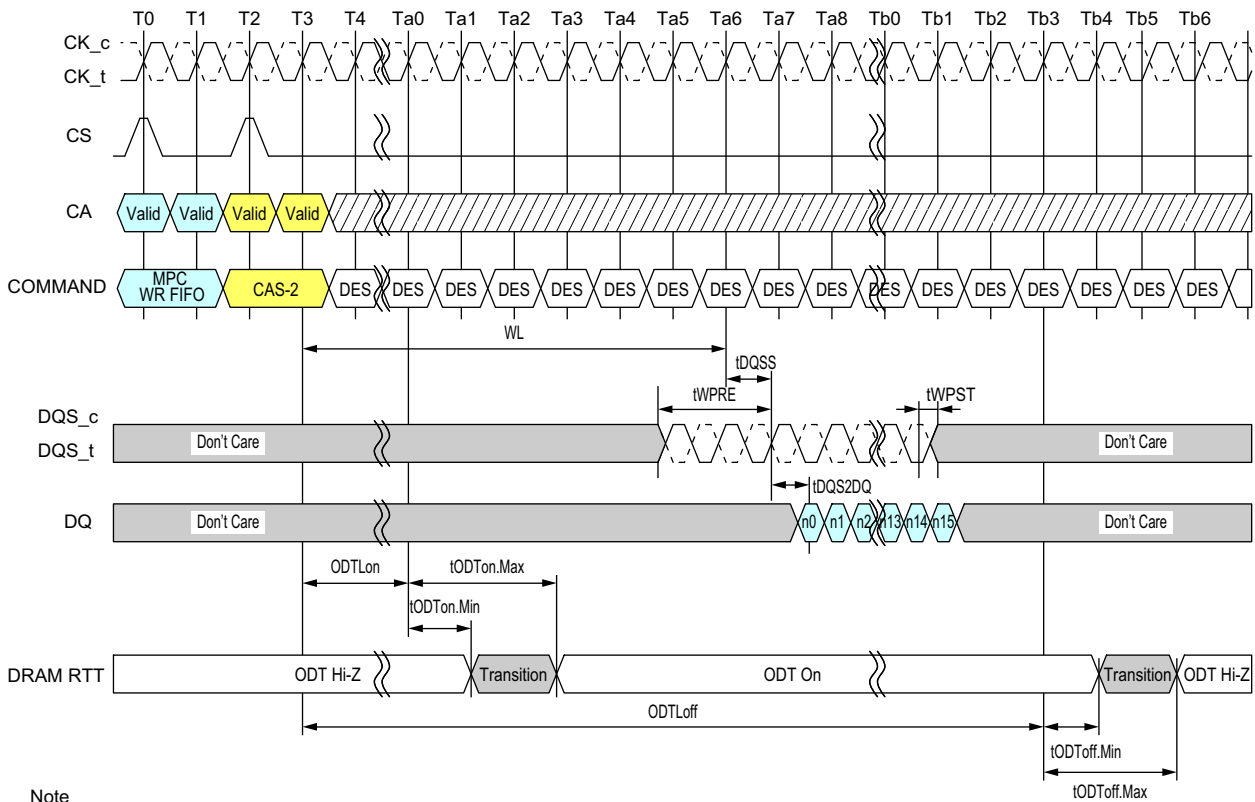 T0 T1 T2 T3 T4 Ta0 Ta1 Ta2 Ta3 Ta4 Ta5 Ta6 Ta7 Ta8 Tb0 Tb1 Tb2 Tb3 Tb4 Tb5 Tb6
CK_c
CK_t
CS
CA Valid Valid Valid Valid
COMMAND MPC WR FIFO CAS-2 DES DES DES DES DES DES DES DES DES DES DES DES DES DES DES DES DES
WL
tDQSS
tWPRE tWPST
DQS_c
DQS_t Don't Care Don't Care
tDQS2DQ
DQ Don't Care n0 n1 n2 n13 n14 n15 Don't Care
ODTLon tODTon.Max
tODTon.Min
DRAM RTT ODT Hi-Z Transition ODT On Transition ODT Hi-Z
ODTLoff
tODToff.Min
tODToff.Max
Note